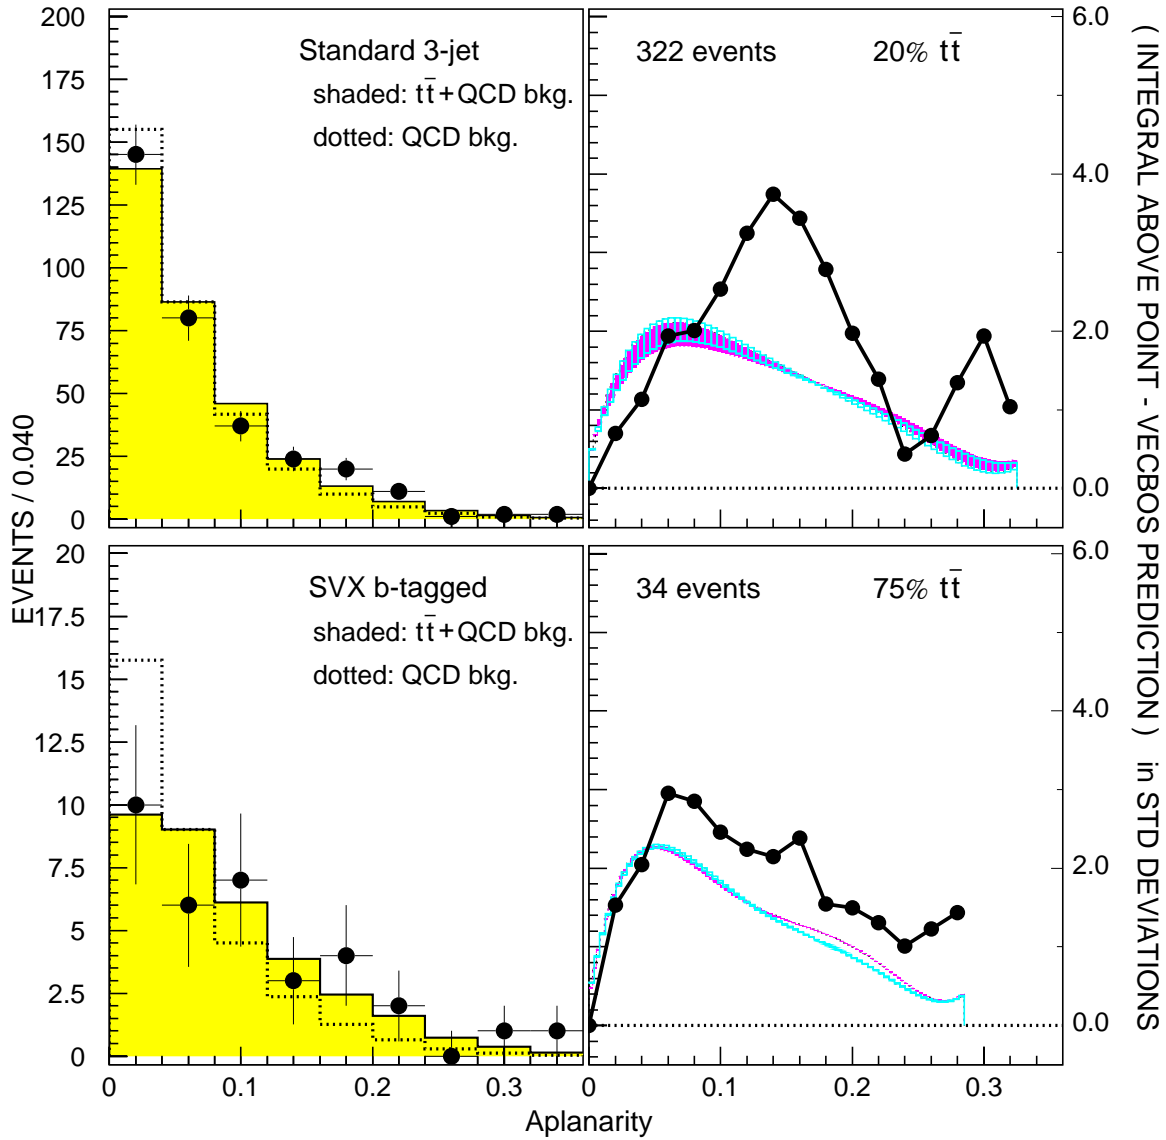 200
175
150
125
100
75
50
25
0
Standard 3-jet
shaded: tt̄+QCD bkg.
dotted: QCD bkg.
322 events 20% tt̄
6.0
4.0
2.0
0.0
EVENTS / 0.040
20
17.5
15
12.5
10
7.5
5
2.5
0
SVX b-tagged
shaded: tt̄+QCD bkg.
dotted: QCD bkg.
34 events 75% tt̄
6.0
4.0
2.0
0.0
0 0.1 0.2 0.3
0.1 0.2 0.3
Aplanarity
( INTEGRAL ABOVE POINT - VECBOS PREDICTION ) in STD DEVIATIONS